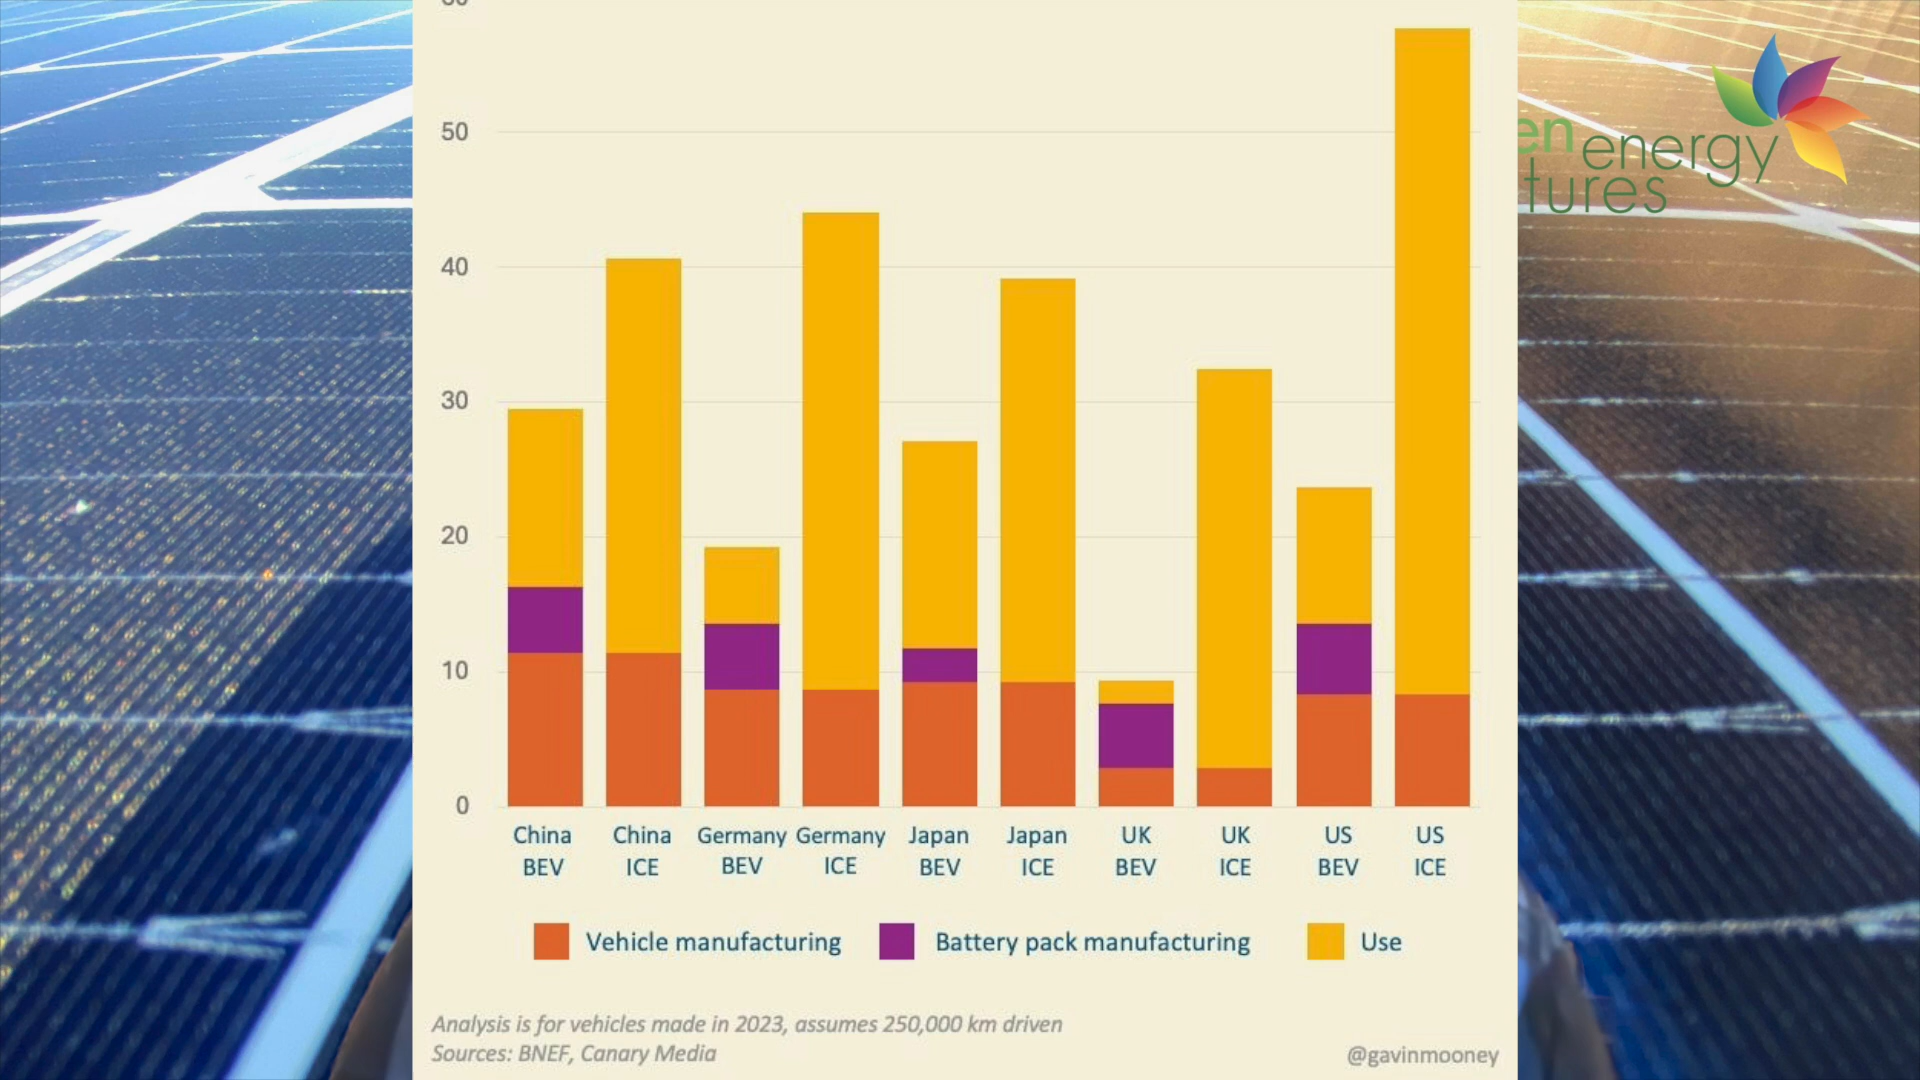 50
40
30
20
10
0
en energy
tures
China BEV
China ICE
Germany BEV
Germany ICE
Japan BEV
Japan ICE
UK BEV
UK ICE
US BEV
US ICE
Vehicle manufacturing
Battery pack manufacturing
Use
Analysis is for vehicles made in 2023, assumes 250,000 km driven
Sources: BNEF, Canary Media
@gavinmooney